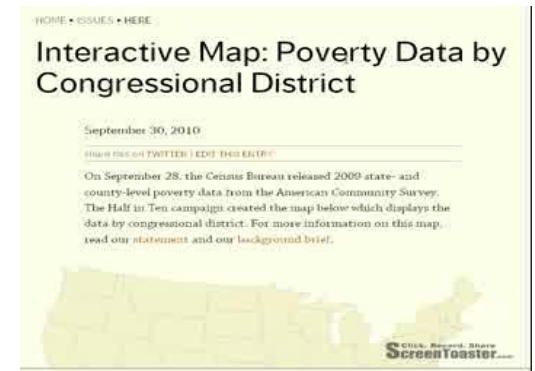 HOME • ISSUES • HERE
Interactive Map: Poverty Data by
Congressional District
September 30, 2010
Share this on TWITTER | EDIT THIS ENTRY
On September 28, the Census Bureau released 2009 state- and
county-level poverty data from the American Community Survey.
The Half in Ten campaign created the map below which displays the
data by congressional district. For more information on this map,
read our statement and our background brief.
Click. Record. Share
ScreenToaster.com